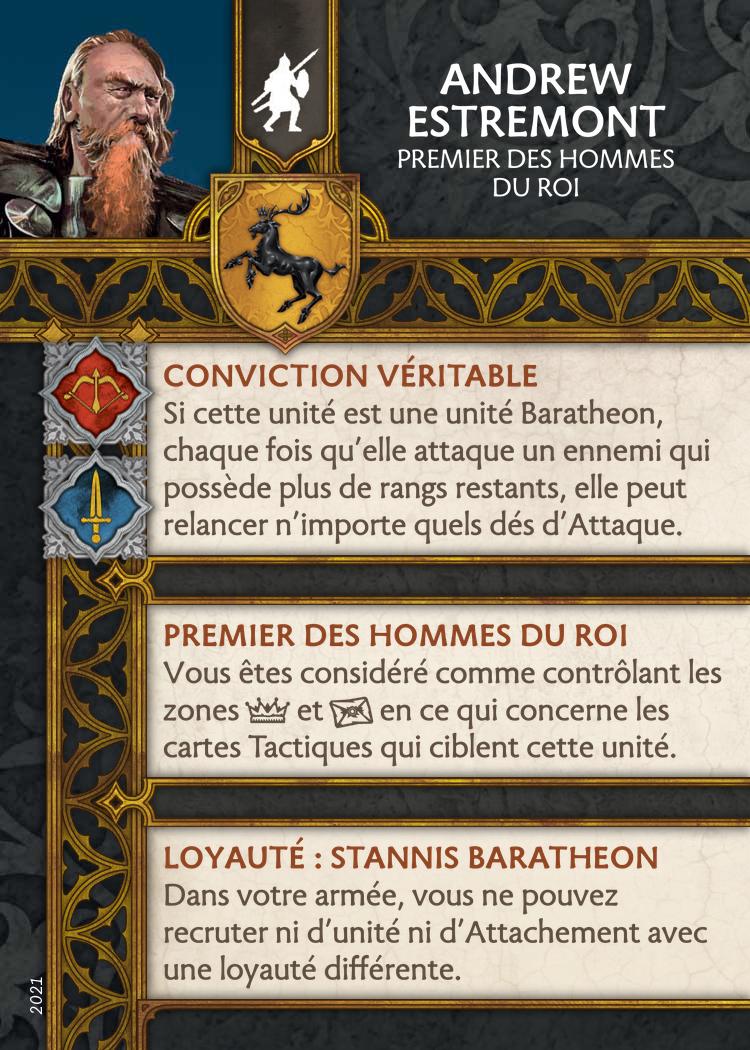 ANDREW
ESTREMONT
PREMIER DES HOMMES
DU ROI
CONVICTION VÉRITABLE
Si cette unité est une unité Baratheon,
chaque fois qu'elle attaque un ennemi qui
possède plus de rangs restants, elle peut
relancer n'importe quels dés d'Attaque.
PREMIER DES HOMMES DU ROI
Vous êtes considéré comme contrôlant les
zones et en ce qui concerne les
cartes Tactiques qui ciblent cette unité.
LOYAUTÉ : STANNIS BARATHEON
Dans votre armée, vous ne pouvez
recruter ni d'unité ni d'Attachement avec
une loyauté différente.
2021